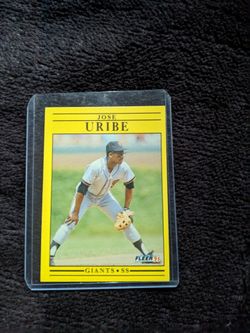 JOSE
URIBE
FLEER '91
GIANTS • SS